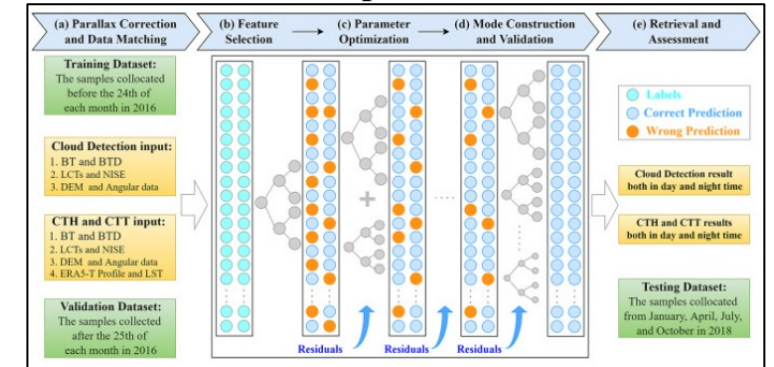 (a) Parallax Correction
and Data Matching
(b) Feature
Selection
(c) Parameter
Optimization
(d) Mode Construction
and Validation
(e) Retrieval and
Assessment
Training Dataset:
The samples collocated
before the 24th of
each month in 2016
Cloud Detection input:
1. BT and BTD
2. LCTs and NISE
3. DEM and Angular data
CTH and CTT input:
1. BT and BTD
2. LCTs and NISE
3. DEM and Angular data
4. ERA5-T Profile and LST
Validation Dataset:
The samples collected
after the 25th of
each month in 2016
Residuals
Residuals
Residuals
Labels
Correct Prediction
Wrong Prediction
Cloud Detection result
both in day and night time
CTH and CTT results
both in day and night time
Testing Dataset:
The samples collocated
from January, April, July,
and October in 2018